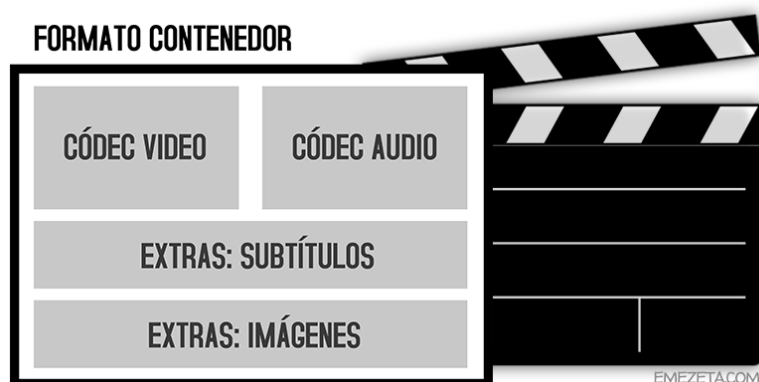 FORMATO CONTENEDOR
CÓDEC VIDEO
CÓDEC AUDIO
EXTRAS: SUBTÍTULOS
EXTRAS: IMÁGENES
EMEZETA.COM